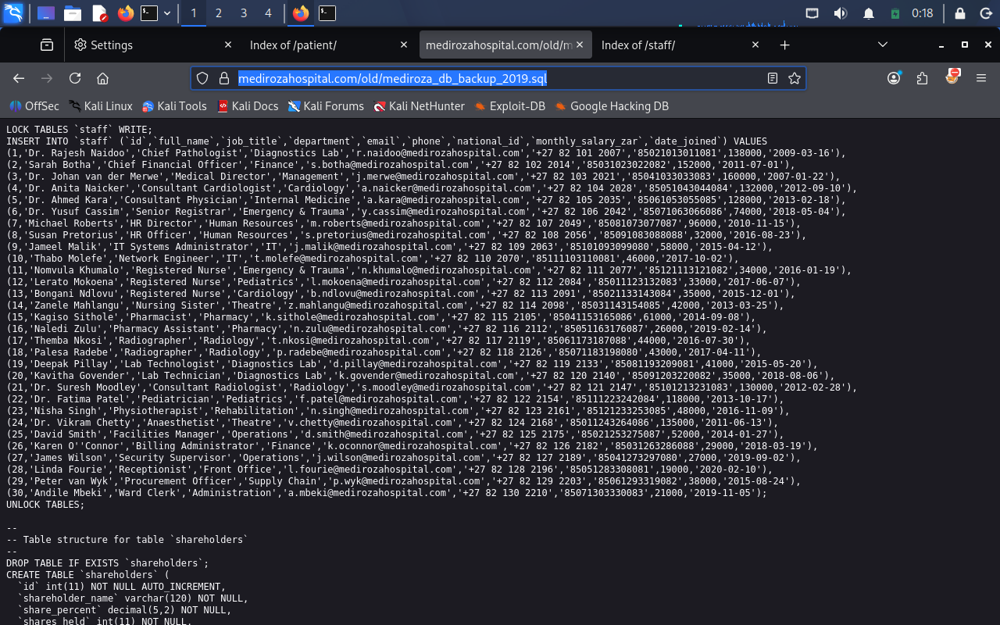 1 2 3 4 0:18
Settings Index of /patient/ medirozahospital.com/old/m Index of /staff/
medirozahospital.com/old/mediroza_db_backup_2019.sql
OffSec Kali Linux Kali Tools Kali Docs Kali Forums Kali NetHunter Exploit-DB Google Hacking DB
LOCK TABLES `staff` WRITE;
INSERT INTO `staff` (`id`,`full_name`,`job_title`,`department`,`email`,`phone`,`national_id`,`monthly_salary_zar`,`date_joined`) VALUES
(1,'Dr. Rajesh Naidoo','Chief Pathologist','Diagnostics Lab','r.naidoo@medirozahospital.com','+27 82 101 2007','85021013011081',138000,'2009-03-16'),
(2,'Sarah Botha','Chief Financial Officer','Finance','s.botha@medirozahospital.com','+27 82 102 2014','85031023022082',152000,'2011-07-01'),
(3,'Dr. Johan van der Merwe','Medical Director','Management','j.merwe@medirozahospital.com','+27 82 103 2021','85041033033083',160000,'2007-01-22'),
(4,'Dr. Anita Naicker','Consultant Cardiologist','Cardiology','a.naicker@medirozahospital.com','+27 82 104 2028','85051043044084',132000,'2012-09-10'),
(5,'Dr. Ahmed Kara','Consultant Physician','Internal Medicine','a.kara@medirozahospital.com','+27 82 105 2035','85061053055085',128000,'2013-02-18'),
(6,'Dr. Yusuf Cassim','Senior Registrar','Emergency & Trauma','y.cassim@medirozahospital.com','+27 82 106 2042','85071063066086',74000,'2018-05-04'),
(7,'Michael Roberts','HR Director','Human Resources','m.roberts@medirozahospital.com','+27 82 107 2049','85081073077087',96000,'2010-11-15'),
(8,'Susan Pretorius','HR Officer','Human Resources','s.pretorius@medirozahospital.com','+27 82 108 2056','85091083088088',32000,'2016-08-23'),
(9,'Jameel Malik','IT Systems Administrator','IT','j.malik@medirozahospital.com','+27 82 109 2063','85101093099080',58000,'2015-04-12'),
(10,'Thabo Molefe','Network Engineer','IT','t.molefe@medirozahospital.com','+27 82 110 2070','85111103110081',46000,'2017-10-02'),
(11,'Nomvula Khumalo','Registered Nurse','Emergency & Trauma','n.khumalo@medirozahospital.com','+27 82 111 2077','85121113121082',34000,'2016-01-19'),
(12,'Lerato Mokoena','Registered Nurse','Pediatrics','l.mokoena@medirozahospital.com','+27 82 112 2084','85011123132083',33000,'2017-06-07'),
(13,'Bongani Ndlovu','Registered Nurse','Cardiology','b.ndlovu@medirozahospital.com','+27 82 113 2091','85021133143084',35000,'2015-12-01'),
(14,'Zanele Mahlangu','Nursing Sister','Theatre','z.mahlangu@medirozahospital.com','+27 82 114 2098','85031143154085',42000,'2013-03-25'),
(15,'Kagiso Sithole','Pharmacist','Pharmacy','k.sithole@medirozahospital.com','+27 82 115 2105','85041153165086',61000,'2014-09-08'),
(16,'Naledi Zulu','Pharmacy Assistant','Pharmacy','n.zulu@medirozahospital.com','+27 82 116 2112','85051163176087',26000,'2019-02-14'),
(17,'Themba Nkosi','Radiographer','Radiology','t.nkosi@medirozahospital.com','+27 82 117 2119','85061173187088',44000,'2016-07-30'),
(18,'Palesa Radebe','Radiographer','Radiology','p.radebe@medirozahospital.com','+27 82 118 2126','85071183198080',43000,'2017-04-11'),
(19,'Deepak Pillay','Lab Technologist','Diagnostics Lab','d.pillay@medirozahospital.com','+27 82 119 2133','85081193209081',41000,'2015-05-20'),
(20,'Kavitha Govender','Lab Technician','Diagnostics Lab','k.govender@medirozahospital.com','+27 82 120 2140','85091203220082',35000,'2018-08-06'),
(21,'Dr. Suresh Moodley','Consultant Radiologist','Radiology','s.moodley@medirozahospital.com','+27 82 121 2147','85101213231083',130000,'2012-02-28'),
(22,'Dr. Fatima Patel','Pediatrician','Pediatrics','f.patel@medirozahospital.com','+27 82 122 2154','85111223242084',118000,'2013-10-17'),
(23,'Nisha Singh','Physiotherapist','Rehabilitation','n.singh@medirozahospital.com','+27 82 123 2161','85121233253085',48000,'2016-11-09'),
(24,'Dr. Vikram Chetty','Anaesthetist','Theatre','v.chetty@medirozahospital.com','+27 82 124 2168','85011243264086',135000,'2011-06-13'),
(25,'David Smith','Facilities Manager','Operations','d.smith@medirozahospital.com','+27 82 125 2175','85021253275087',52000,'2014-01-27'),
(26,'Karen O''Connor','Billing Administrator','Finance','k.oconnor@medirozahospital.com','+27 82 126 2182','85031263286088',29000,'2018-03-19'),
(27,'James Wilson','Security Supervisor','Operations','j.wilson@medirozahospital.com','+27 82 127 2189','85041273297080',27000,'2019-09-02'),
(28,'Linda Fourie','Receptionist','Front Office','l.fourie@medirozahospital.com','+27 82 128 2196','85051283308081',19000,'2020-02-10'),
(29,'Peter van Wyk','Procurement Officer','Supply Chain','p.wyk@medirozahospital.com','+27 82 129 2203','85061293319082',38000,'2015-08-24'),
(30,'Andile Mbeki','Ward Clerk','Administration','a.mbeki@medirozahospital.com','+27 82 130 2210','85071303330083',21000,'2019-11-05');
UNLOCK TABLES;
--
-- Table structure for table `shareholders`
--
DROP TABLE IF EXISTS `shareholders`;
CREATE TABLE `shareholders` (
`id` int(11) NOT NULL AUTO_INCREMENT,
`shareholder_name` varchar(120) NOT NULL,
`share_percent` decimal(5,2) NOT NULL,
`shares_held` int(11) NOT NULL,